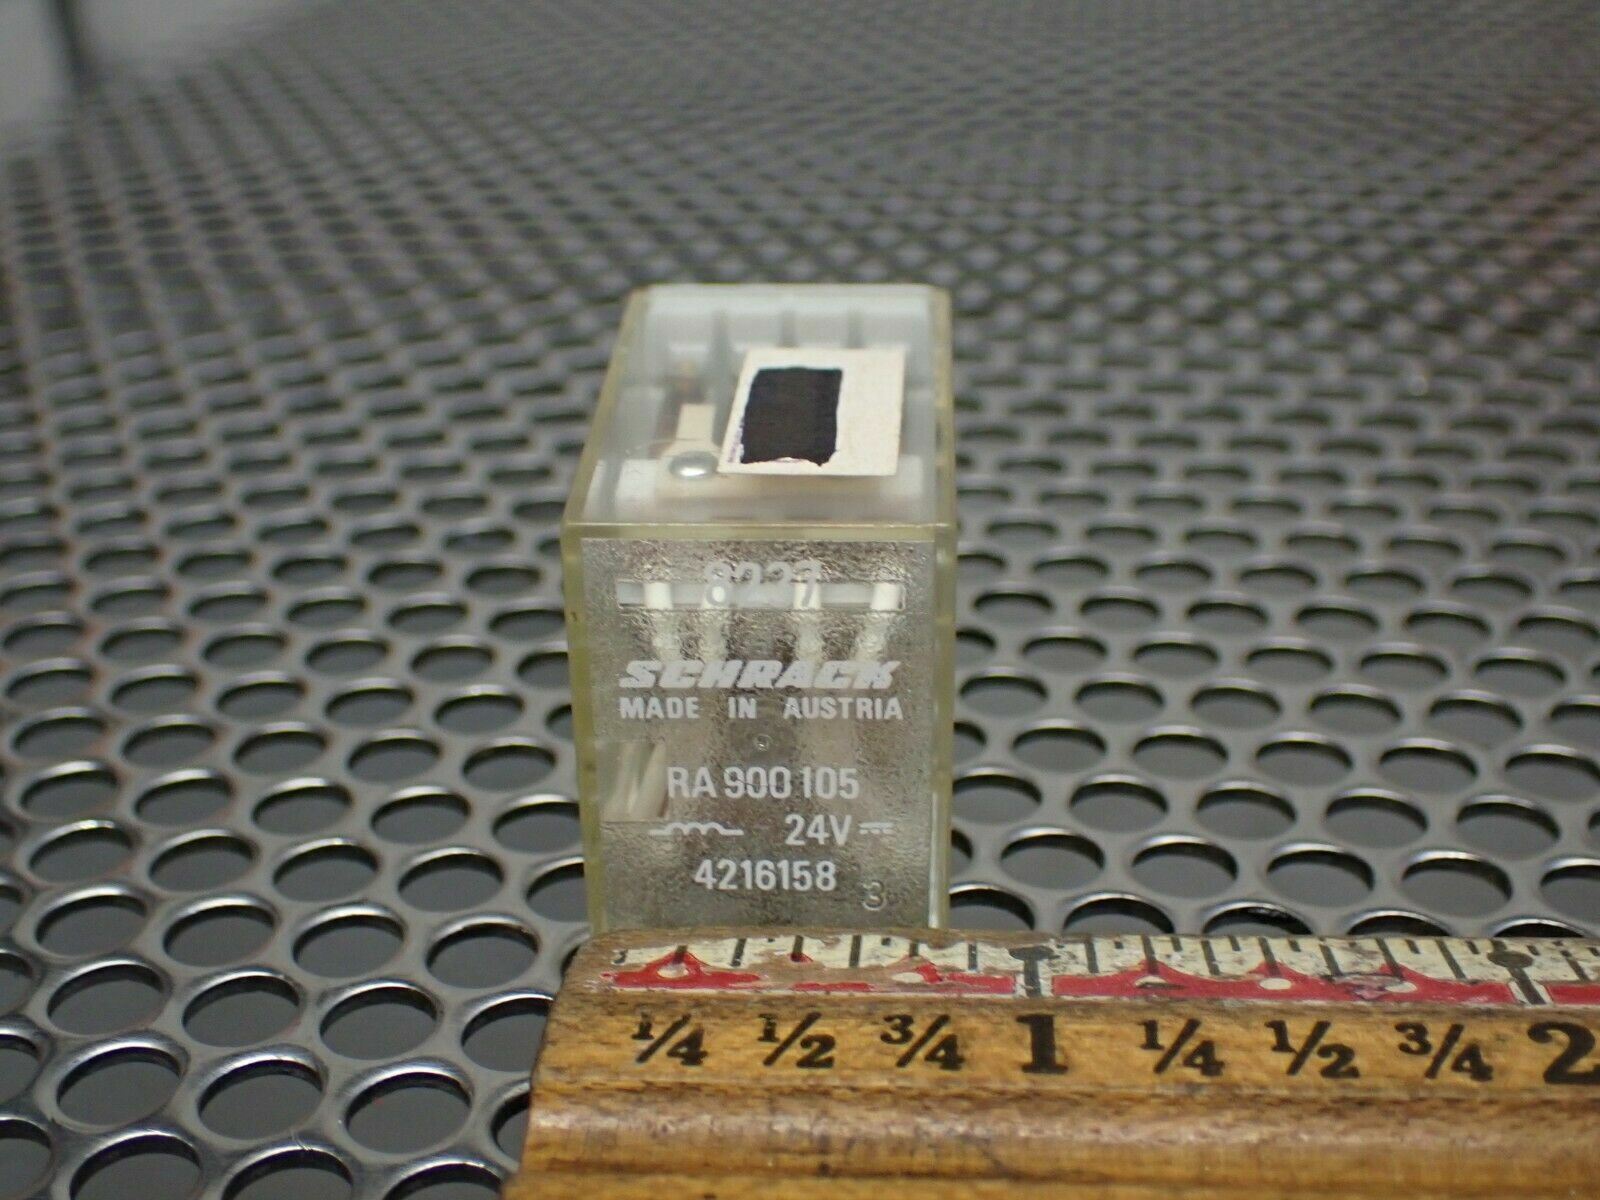 8237
SCHRACK
MADE IN AUSTRIA
RA 900 105
24V ⎓
4216158
3
1/4 1/2 3/4 1 1/4 1/2 3/4 2